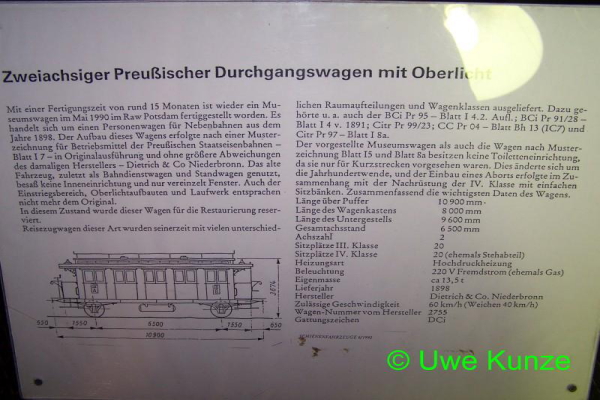 Zweiachsiger Preußischer Durchgangswagen mit Oberlicht
Mit einer Fertigungszeit von rund 15 Monaten ist wieder ein Mu-
seumswagen im Mai 1990 im Raw Potsdam fertiggestellt worden. Es
handelt sich um einen Personenwagen für Nebenbahnen aus dem
Jahre 1898. Der Aufbau dieses Wagens erfolgte nach einer Muster-
zeichnung für Betriebsmittel der Preußischen Staatseisenbahnen –
Blatt I 7 – in Originalausführung und ohne größere Abweichungen
des damaligen Herstellers – Dietrich & Co Niederbronn. Das alte
Fahrzeug, zuletzt als Bahndienstwagen und Standwagen genutzt,
besaß keine Inneneinrichtung und nur vereinzelt Fenster. Auch der
Einstiegbereich, Oberlichtaufbauten und Laufwerk entsprachen
nicht mehr dem Original.
In diesem Zustand wurde dieser Wagen für die Restaurierung reser-
viert.
Reisezugwagen dieser Art wurden seinerzeit mit vielen unterschied-
lichen Raumaufteilungen und Wagenklassen ausgeliefert. Dazu ge-
hörte u. a. auch der BCi Pr 95 – Blatt I 4.2. Aufl.; BCi Pr 91/28 –
Blatt I 4 v. 1891; Citr Pr 99/23; CC Pr 04 – Blatt Bh 13 (IC7) und
Citr Pr 97 – Blatt I 8a.
Der vorgestellte Museumswagen als auch die Wagen nach Muster-
zeichnung Blatt I5 und Blatt 8a besitzen keine Toiletteneinrichtung,
da sie nur für Kurzstrecken vorgesehen waren. Dies änderte sich um
die Jahrhundertwende, und der Einbau eines Aborts erfolgte im Zu-
sammenhang mit der Nachrüstung der IV. Klasse mit einfachen
Sitzbänken. Zusammenfassend die wichtigsten Daten des Wagens.
Länge über Puffer 10 900 mm
Länge des Wagenkastens 8 000 mm
Länge des Untergestells 9 600 mm
Gesamtachsstand 6 500 mm
Achszahl 2
Sitzplätze III. Klasse 20
Sitzplätze IV. Klasse 20 (ehemals Stehabteil)
Heizungsart Hochdruckheizung
Beleuchtung 220 V Fremdstrom (ehemals Gas)
Eigenmasse ca 13,5 t
Lieferjahr 1898
Hersteller Dietrich & Co. Niederbronn
Zulässige Geschwindigkeit 60 km/h (Weichen 40 km/h)
Wagen-Nummer vom Hersteller 2755
Gattungszeichen DCi
650 1550 6500 1550 650
10900
© Uwe Kunze